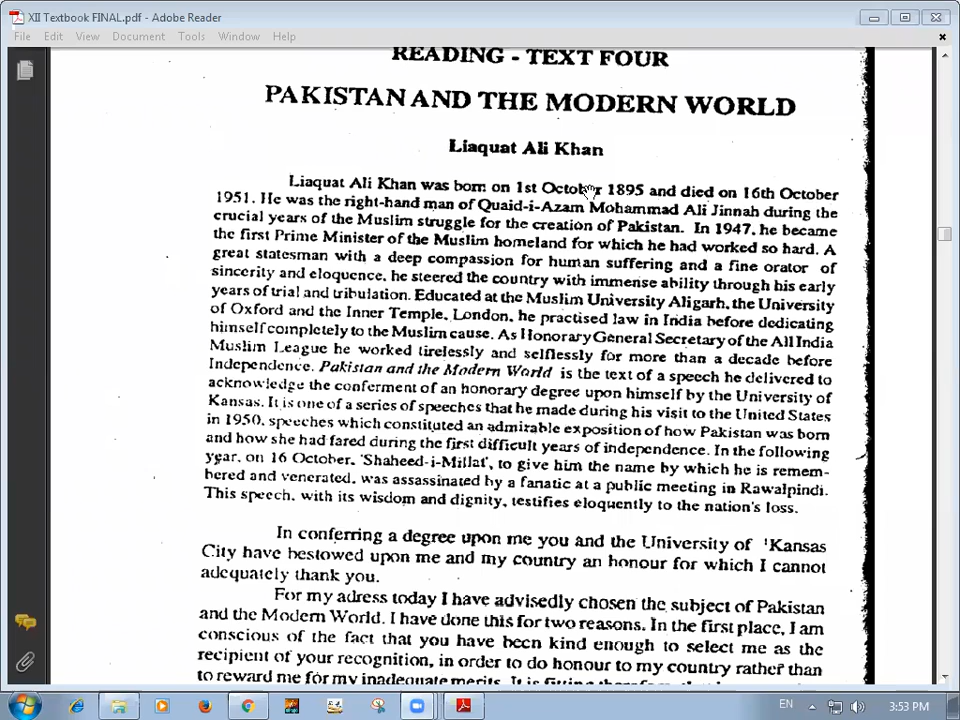 XII Textbook FINAL.pdf - Adobe Reader
File Edit View Document Tools Window Help
READING - TEXT FOUR
PAKISTAN AND THE MODERN WORLD
Liaquat Ali Khan
Liaquat Ali Khan was born on 1st October 1895 and died on 16th October
1951. He was the right-hand man of Quaid-i-Azam Mohammad Ali Jinnah during the
crucial years of the Muslim struggle for the creation of Pakistan. In 1947, he became
the first Prime Minister of the Muslim homeland for which he had worked so hard. A
great statesman with a deep compassion for human suffering and a fine orator of
sincerity and eloquence, he steered the country with immense ability through his early
years of trial and tribulation. Educated at the Muslim University Aligarh, the University
of Oxford and the Inner Temple, London, he practised law in India before dedicating
himself completely to the Muslim cause. As Honorary General Secretary of the All India
Muslim League he worked tirelessly and selflessly for more than a decade before
Independence. Pakistan and the Modern World is the text of a speech he delivered to
acknowledge the conferment of an honorary degree upon himself by the University of
Kansas. It is one of a series of speeches that he made during his visit to the United States
in 1950, speeches which constituted an admirable exposition of how Pakistan was born
and how she had fared during the first difficult years of independence. In the following
year, on 16 October, 'Shaheed-i-Millat', to give him the name by which he is remem-
bered and venerated, was assassinated by a fanatic at a public meeting in Rawalpindi.
This speech, with its wisdom and dignity, testifies eloquently to the nation's loss.
In conferring a degree upon me you and the University of 'Kansas
City have bestowed upon me and my country an honour for which I cannot
adequately thank you.
For my adress today I have advisedly chosen the subject of Pakistan
and the Modern World. I have done this for two reasons. In the first place, I am
conscious of the fact that you have been kind enough to select me as the
recipient of your recognition, in order to do honour to my country rather than
to reward me for my inadequate merits. It is fitting therefore
EN 3:53 PM